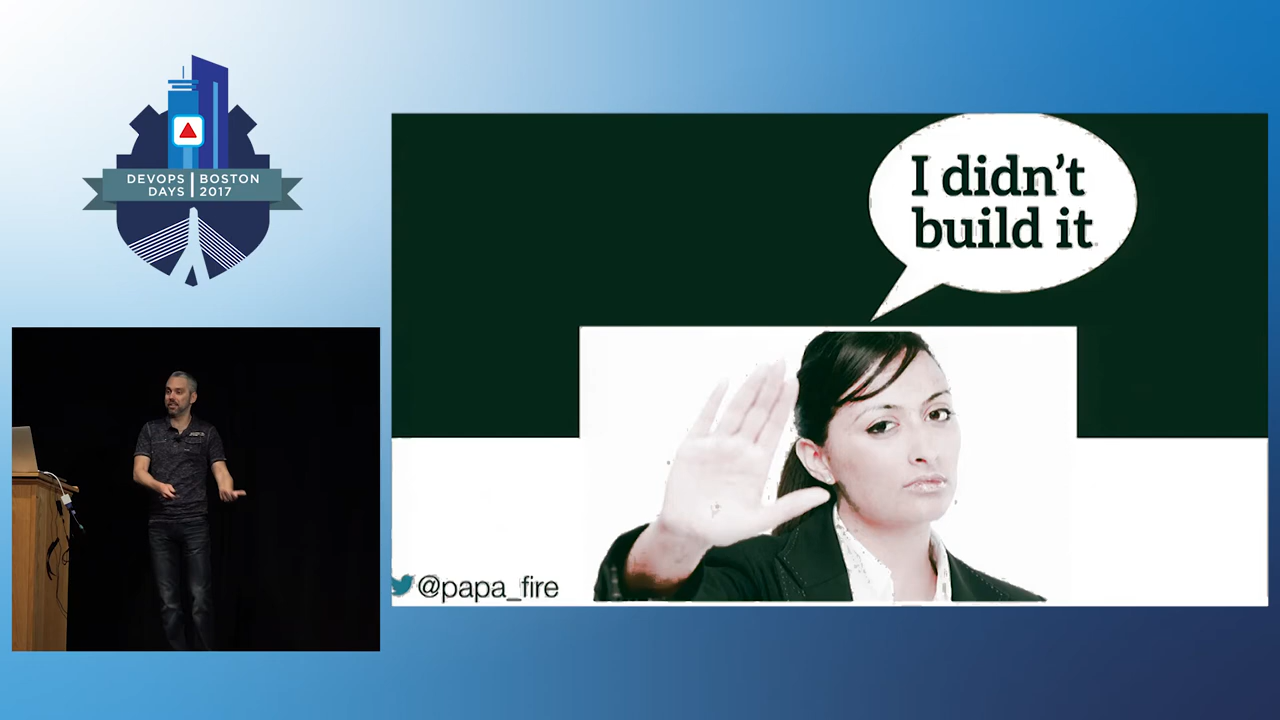 DEVOPS BOSTON
DAYS 2017
I didn't
build it
@papa_fire